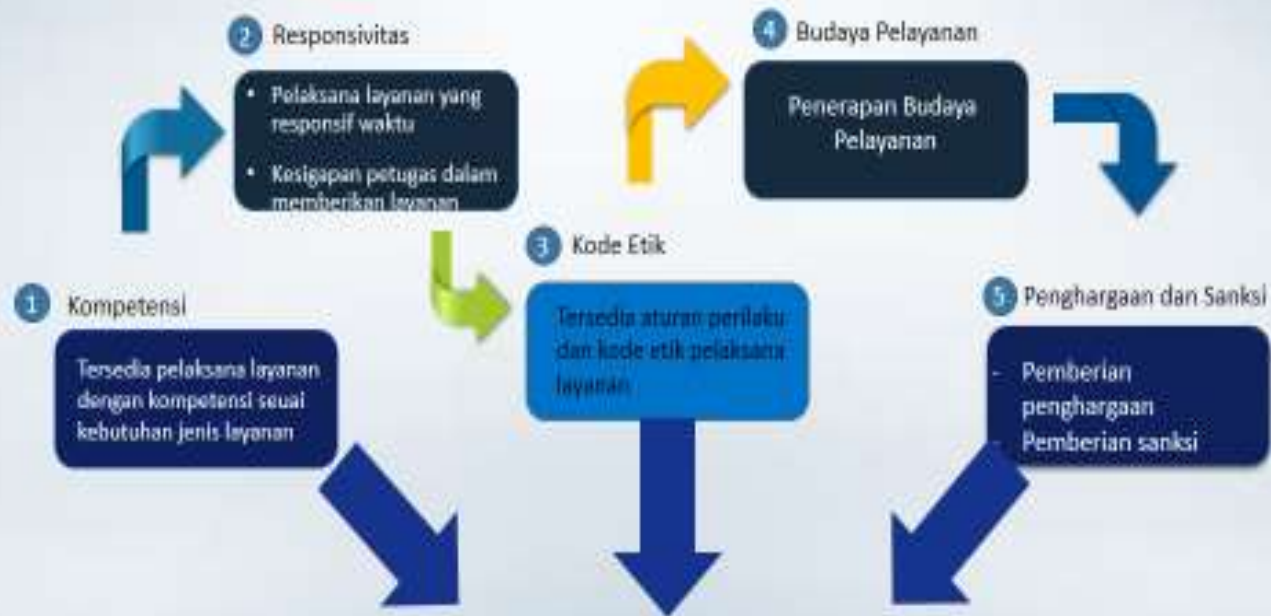 1 Kompetensi
Tersedia pelaksana layanan
dengan kompetensi seuai
kebutuhan jenis layanan
2 Responsivitas
• Pelaksana layanan yang
responsif waktu
• Kesigapan petugas dalam
memberikan layanan
3 Kode Etik
Tersedia aturan perilaku
dan kode etik pelaksana
layanan
4 Budaya Pelayanan
Penerapan Budaya
Pelayanan
5 Penghargaan dan Sanksi
- Pemberian
penghargaan
- Pemberian sanksi